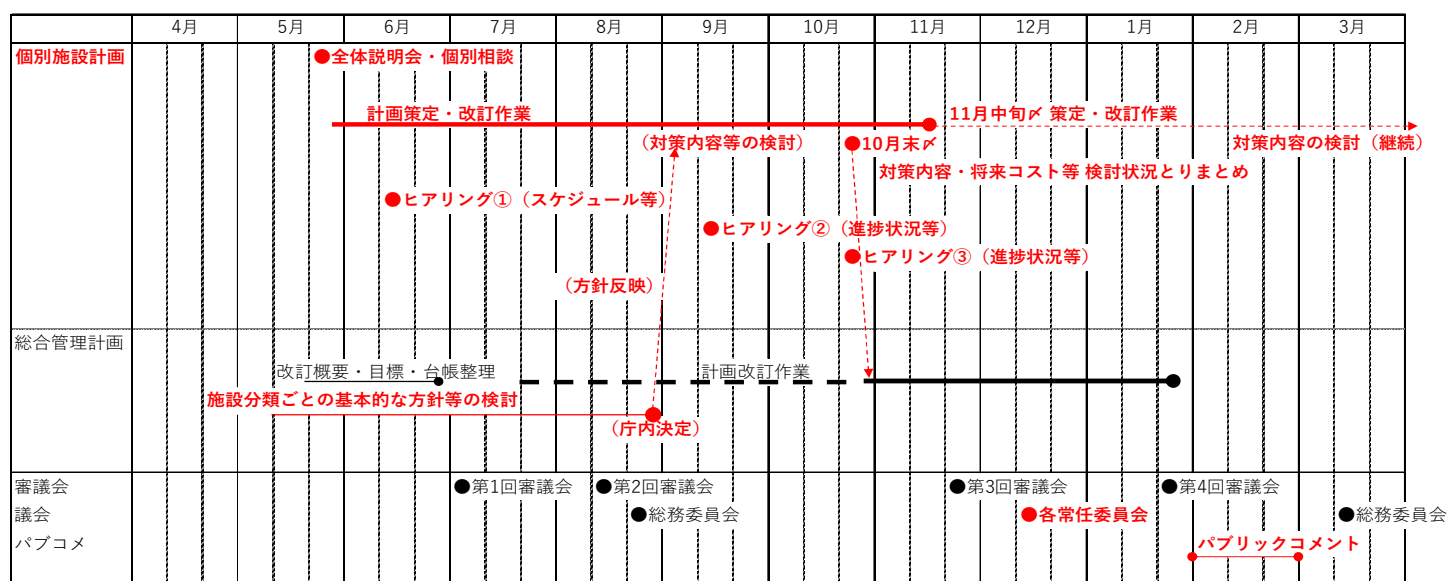 4月 5月 6月 7月 8月 9月 10月 11月 12月 1月 2月 3月
個別施設計画
●全体説明会・個別相談
計画策定・改訂作業
11月中旬〆 策定・改訂作業
（対策内容等の検討）
●10月末〆
対策内容の検討（継続）
対策内容・将来コスト等 検討状況とりまとめ
●ヒアリング①（スケジュール等）
●ヒアリング②（進捗状況等）
●ヒアリング③（進捗状況等）
（方針反映）
総合管理計画
改訂概要・目標・台帳整理
計画改訂作業
施設分類ごとの基本的な方針等の検討
（庁内決定）
審議会 ●第1回審議会 ●第2回審議会 ●第3回審議会 ●第4回審議会
議会 ●総務委員会 ●各常任委員会 ●総務委員会
パブコメ パブリックコメント